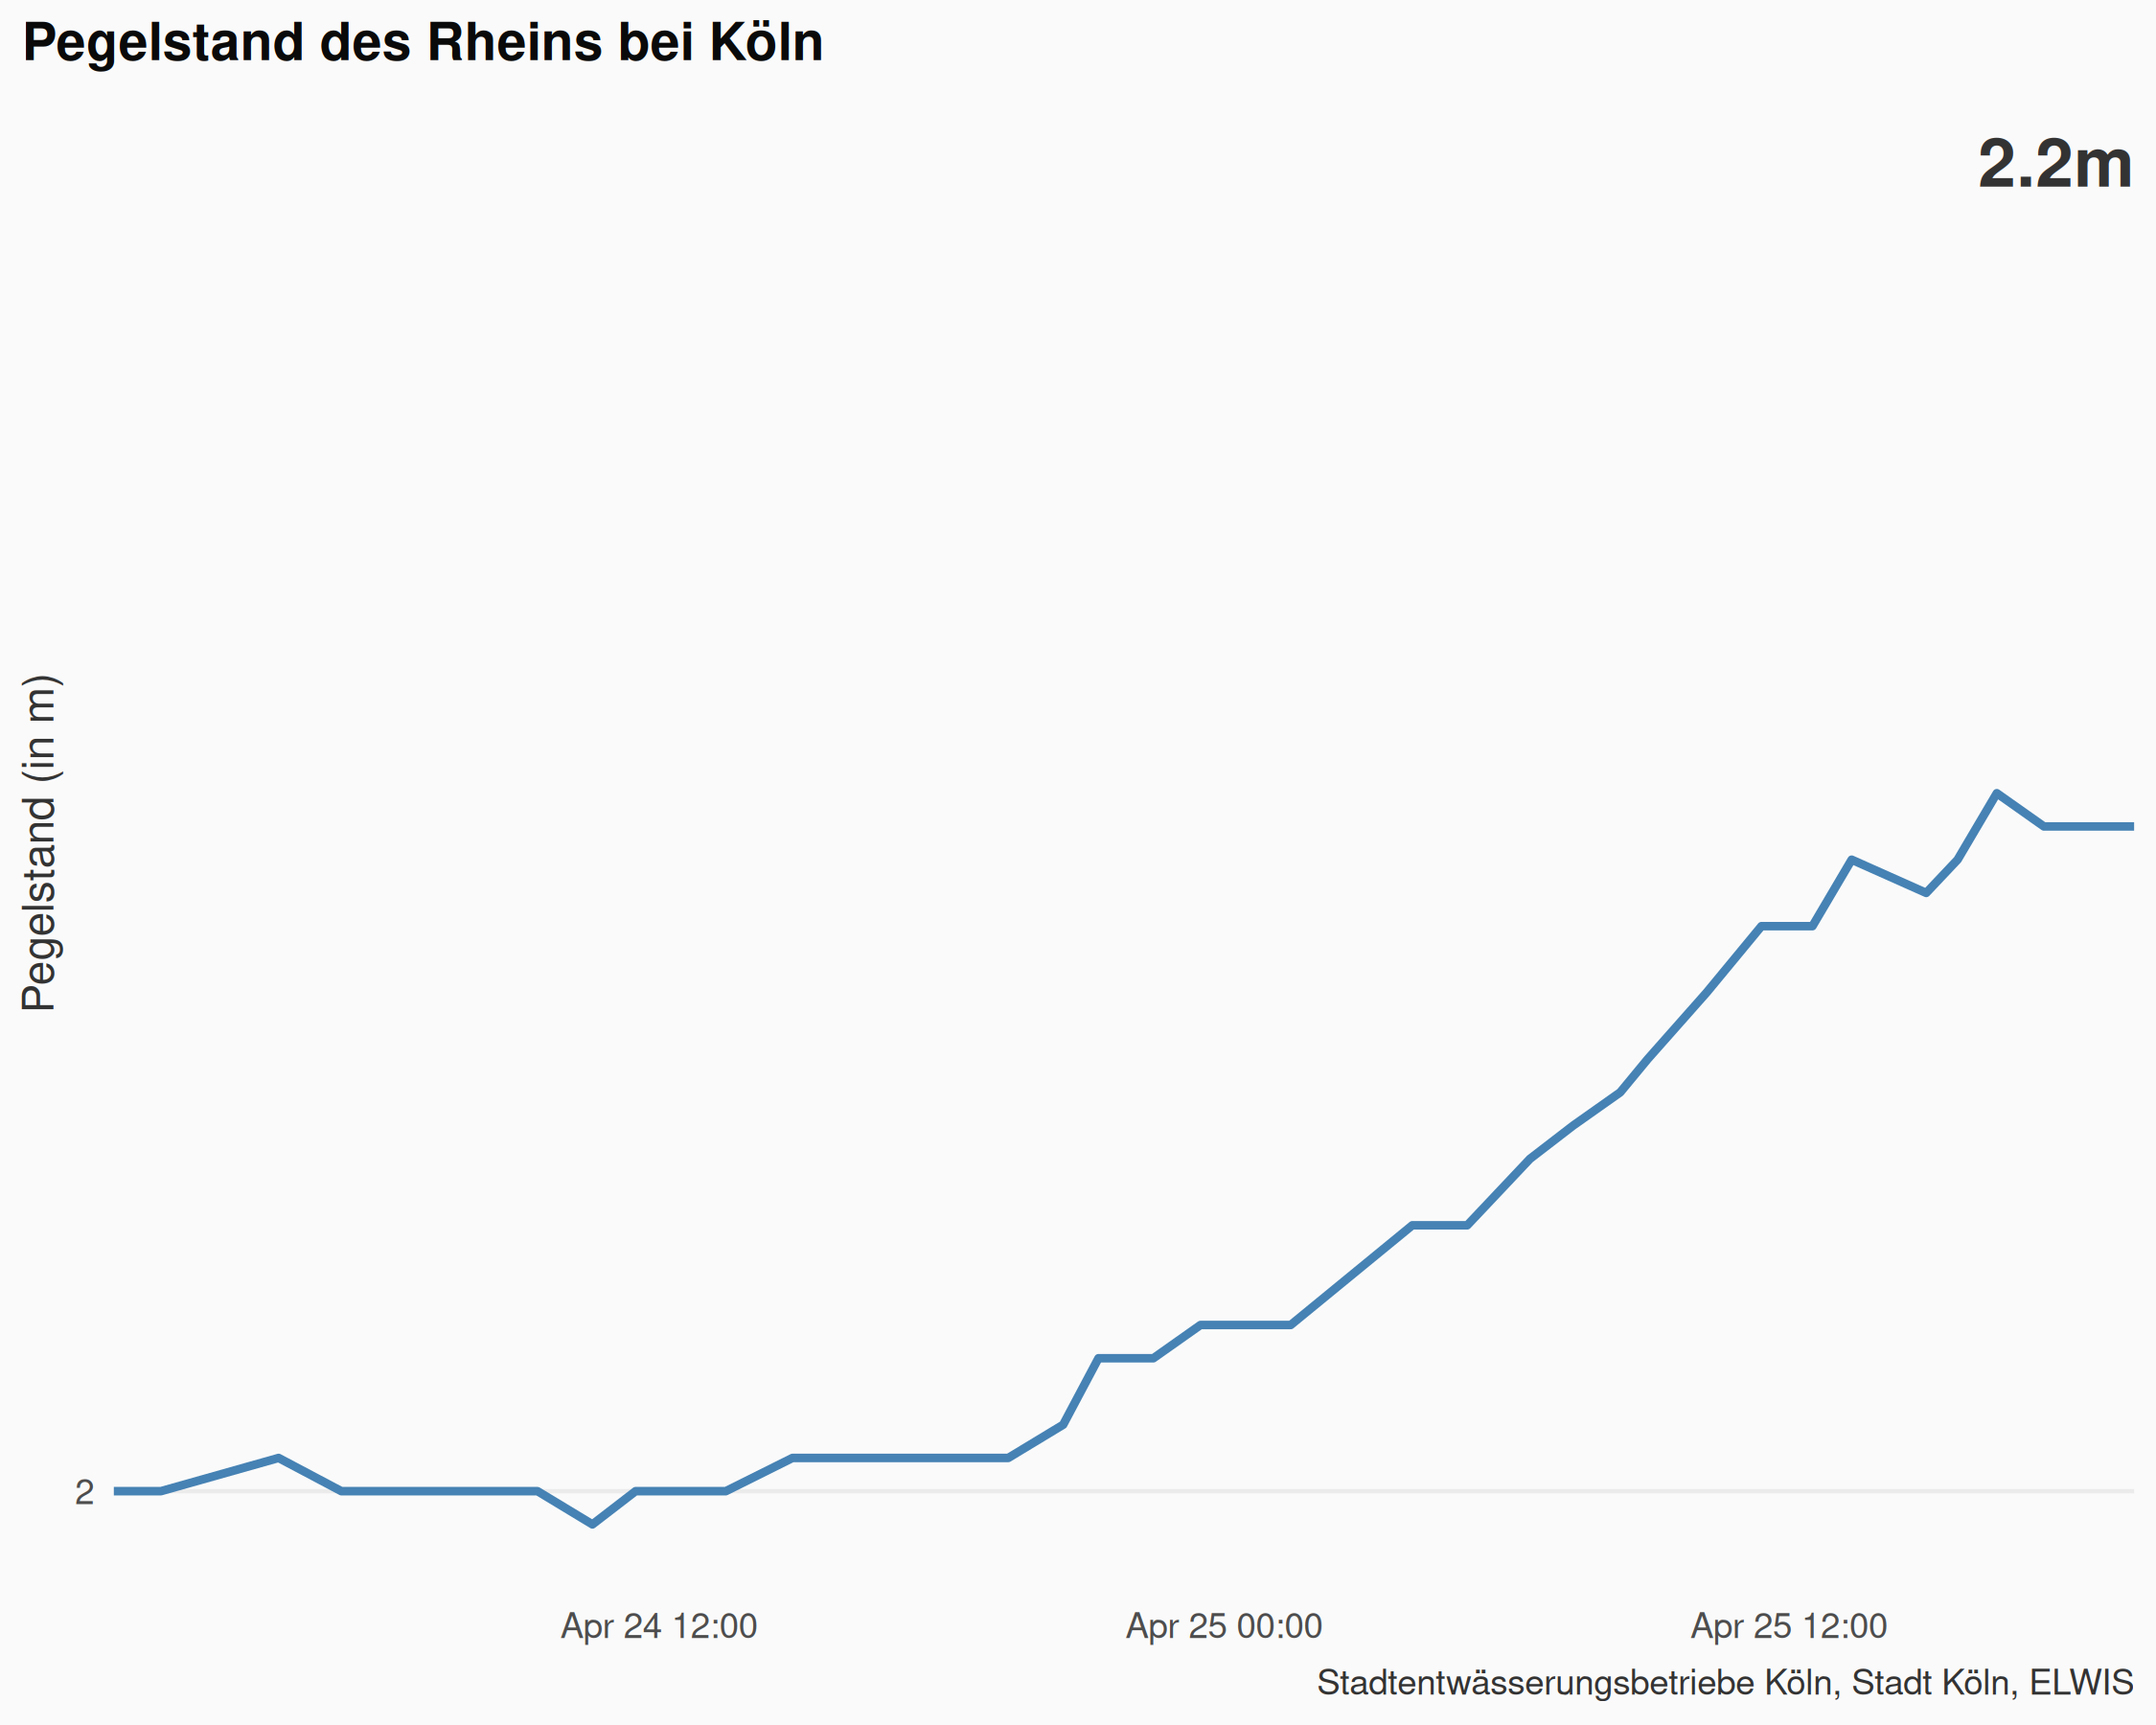 Pegelstand des Rheins bei Köln
2.2m
Pegelstand (in m)
2
Apr 24 12:00
Apr 25 00:00
Apr 25 12:00
Stadtentwässerungsbetriebe Köln, Stadt Köln, ELWIS